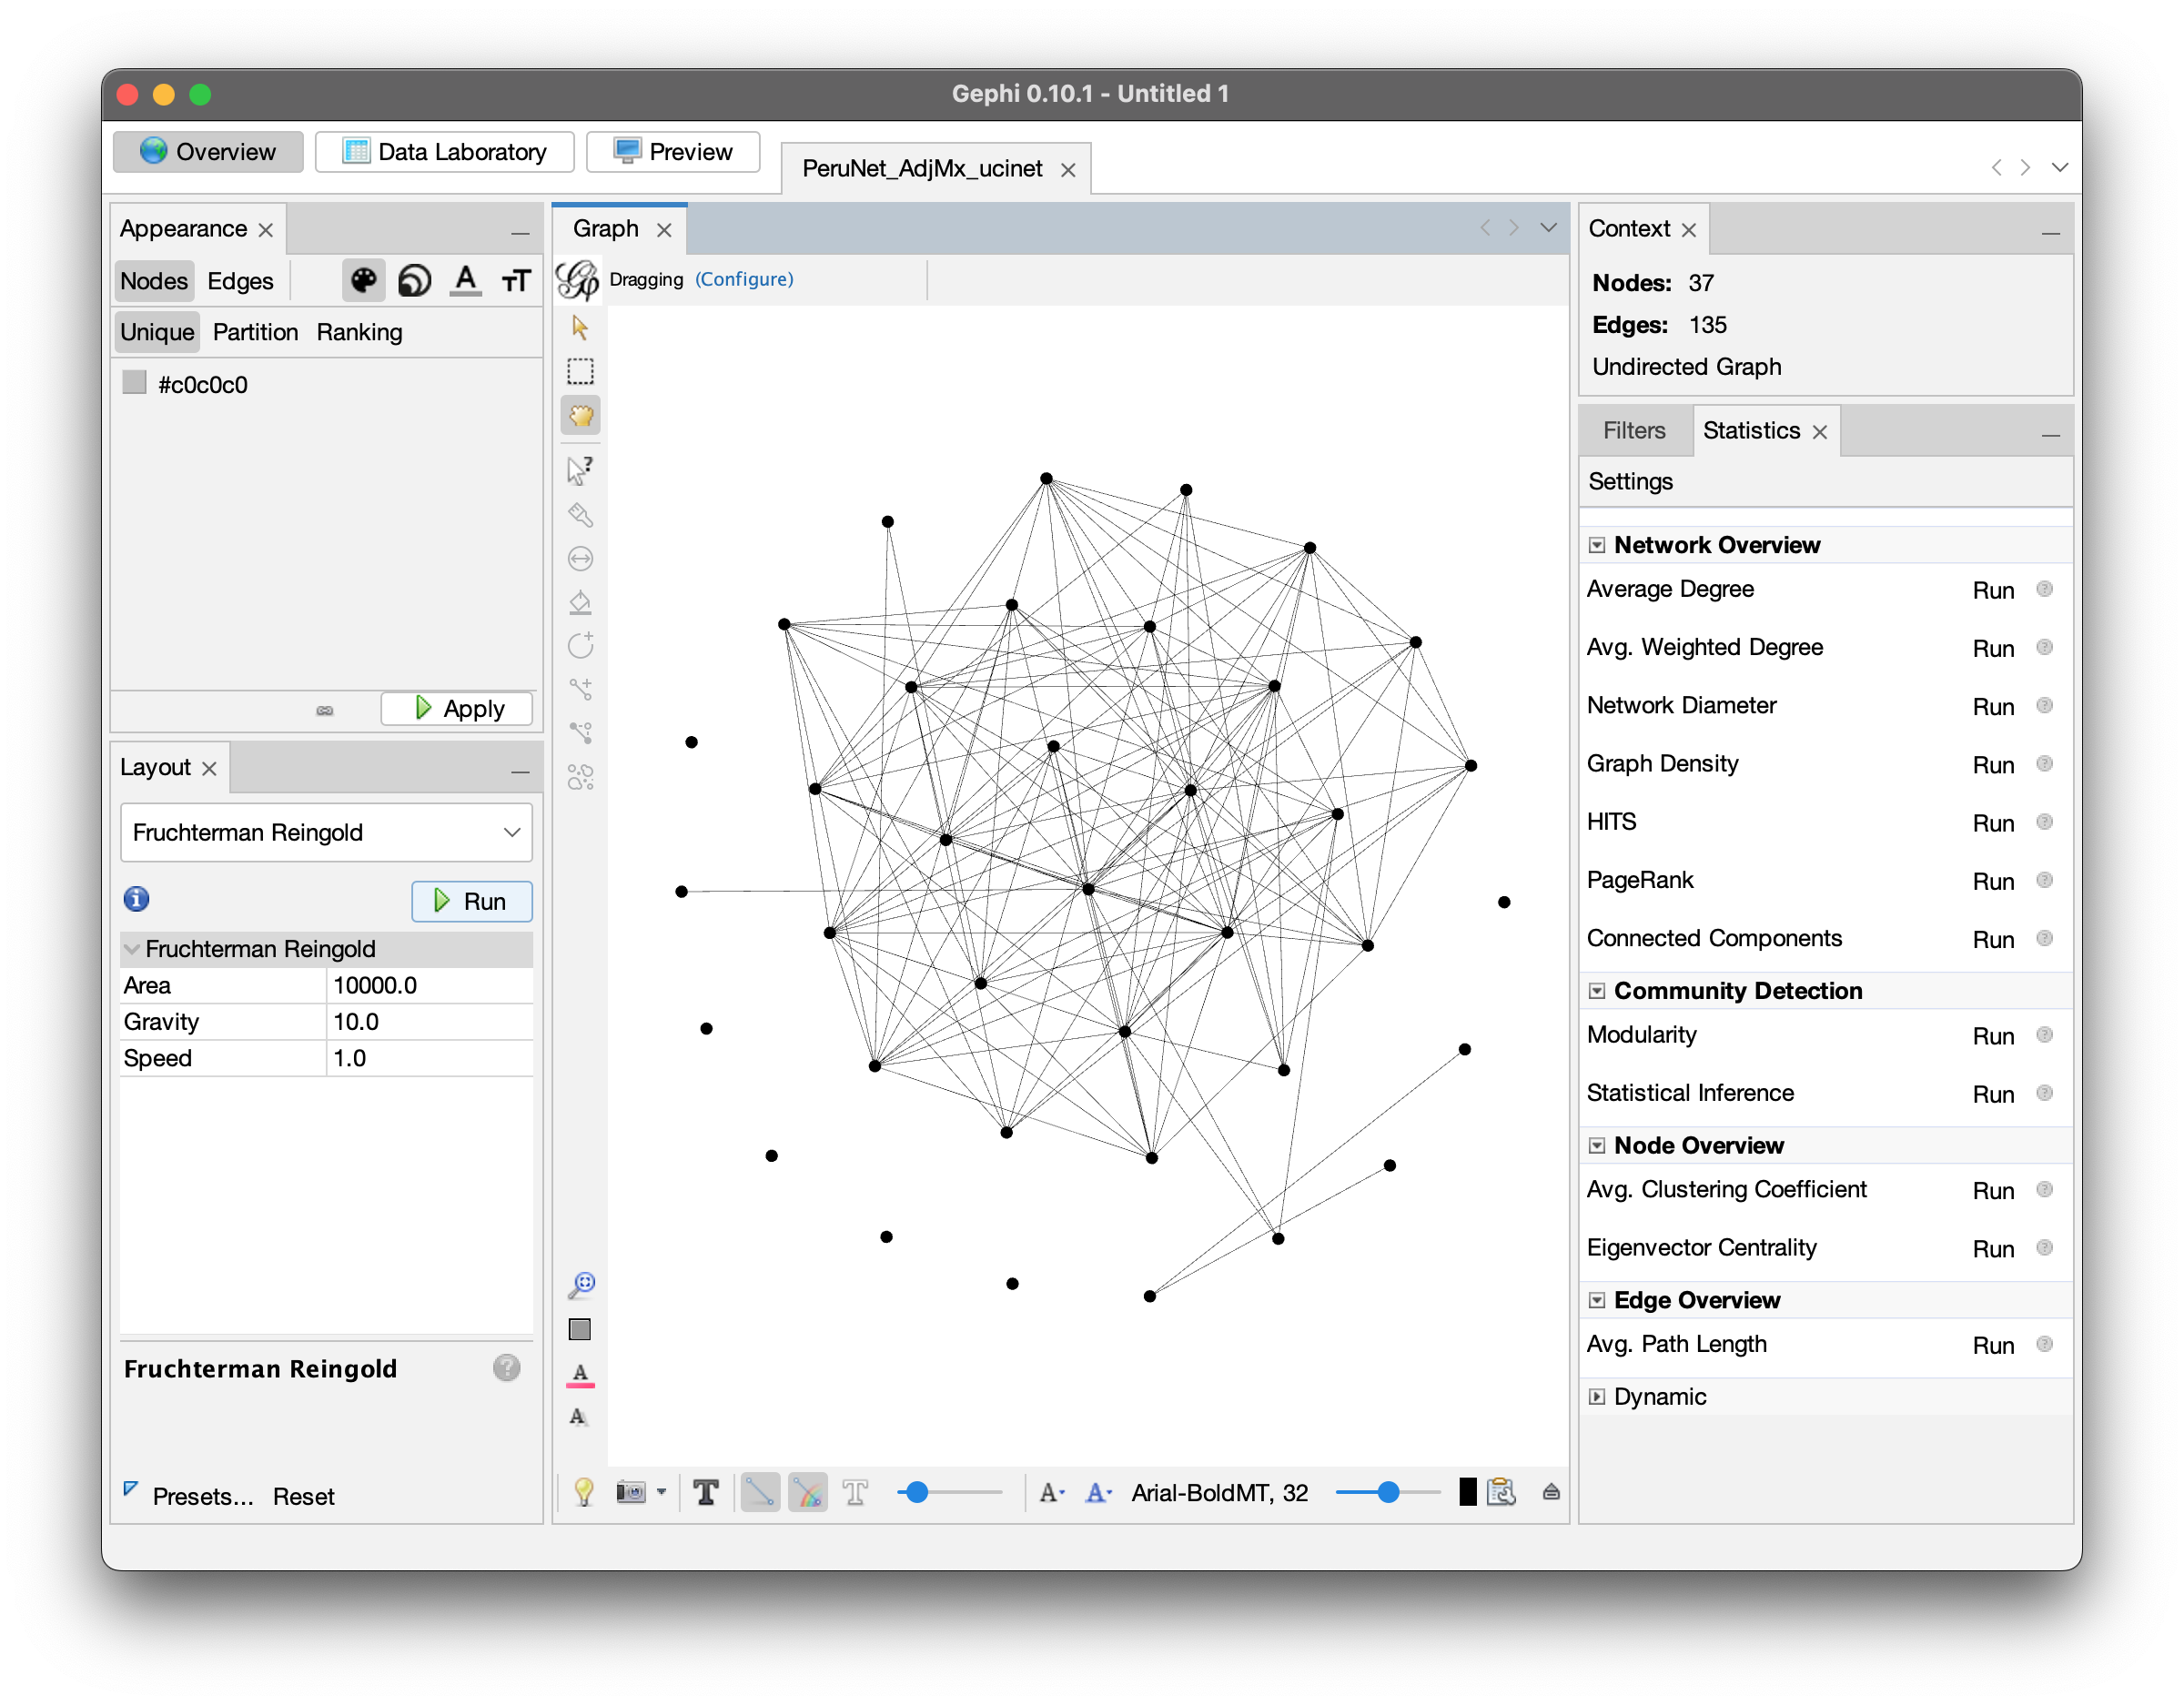 Gephi 0.10.1 - Untitled 1
Overview
Data Laboratory
Preview
PeruNet_AdjMx_ucinet
Appearance
Nodes Edges
Unique Partition Ranking
#c0c0c0
Apply
Layout
Fruchterman Reingold
Run
Fruchterman Reingold
Area 10000.0
Gravity 10.0
Speed 1.0
Fruchterman Reingold
Presets... Reset
Graph
Dragging (Configure)
Arial-BoldMT, 32
Context
Nodes: 37
Edges: 135
Undirected Graph
Filters Statistics
Settings
Network Overview
Average Degree Run
Avg. Weighted Degree Run
Network Diameter Run
Graph Density Run
HITS Run
PageRank Run
Connected Components Run
Community Detection
Modularity Run
Statistical Inference Run
Node Overview
Avg. Clustering Coefficient Run
Eigenvector Centrality Run
Edge Overview
Avg. Path Length Run
Dynamic